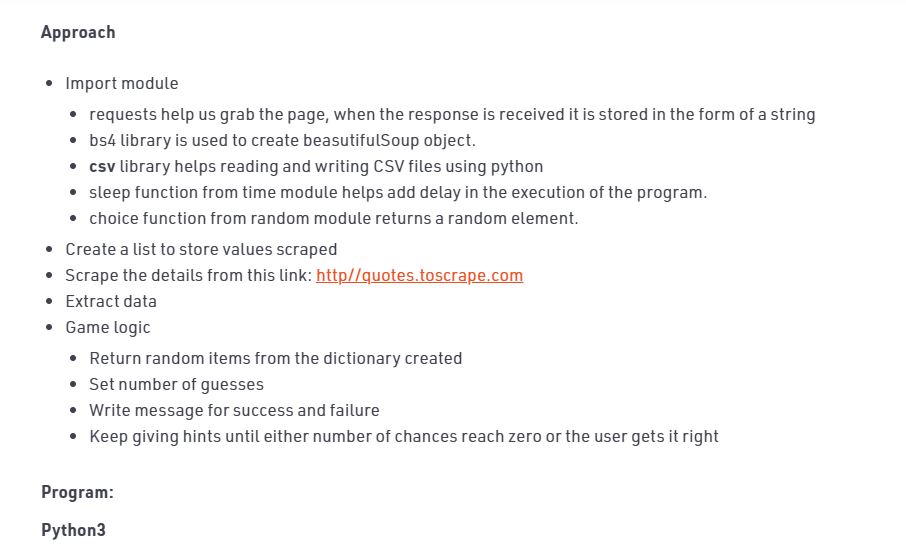 Approach
Import module
requests help us grab the page, when the response is received it is stored in the form of a string
bs4 library is used to create beasutifulSoup object.
csv library helps reading and writing CSV files using python
sleep function from time module helps add delay in the execution of the program.
choice function from random module returns a random element.
Create a list to store values scraped
Scrape the details from this link: http//quotes.toscrape.com
Extract data
Game logic
Return random items from the dictionary created
Set number of guesses
Write message for success and failure
Keep giving hints until either number of chances reach zero or the user gets it right
Program:
Python3